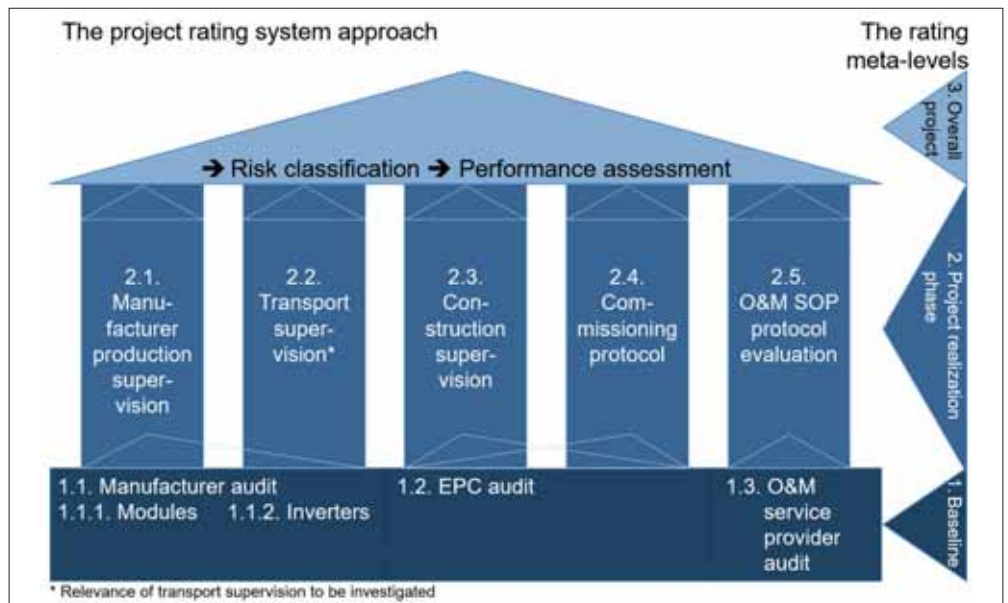 The project rating system approach
The rating
meta-levels
3. Overall
project
➔ Risk classification ➔ Performance assessment
2.1.
Manu-
facturer
production
super-
vision
2.2.
Transport
super-
vision*
2.3.
Con-
struction
super-
vision
2.4.
Com-
missioning
protocol
2.5.
O&M SOP
protocol
evaluation
2. Project realization
phase
1.1. Manufacturer audit
1.1.1. Modules
1.1.2. Inverters
1.2. EPC audit
1.3. O&M
service
provider
audit
1. Baseline
* Relevance of transport supervision to be investigated